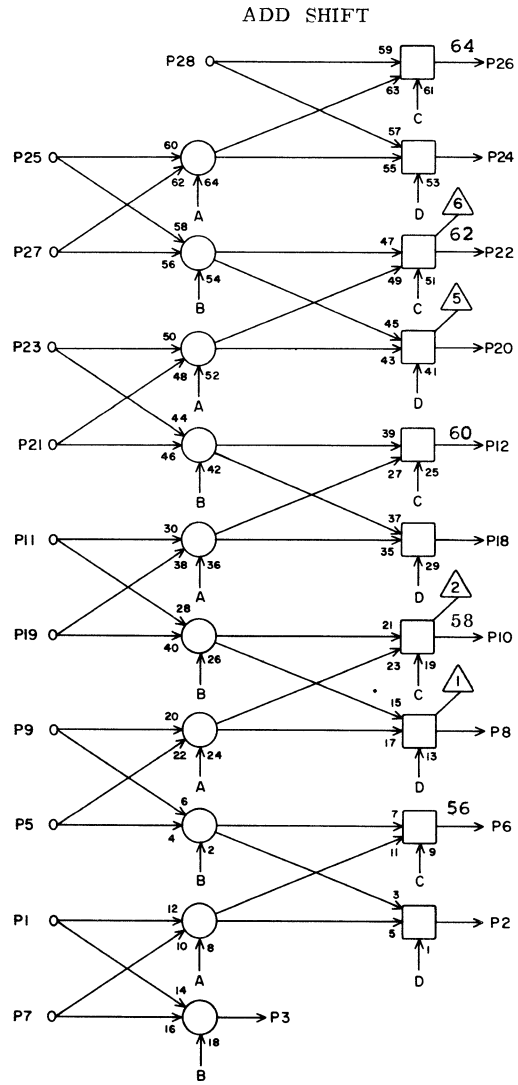 ADD SHIFT
59 64
P28 P26
63 61
C
57
60
P25 P24
62 64 55 53
A D
58 6
47 62
P27 P22
56 54 49 51
B C
5
50 45
P23 P20
48 52 43 41
A D
44 39 60
P21 P12
46 42 27 25
B C
30 37
P11 P18
38 36 35 29
A D
2
28 21 58
P19 P10
40 26 23 19
B C
1
20 15
P9 P8
22 24 17 13
A D
6 7 56
P5 P6
4 2 11 9
B C
12 3
P1 P2
10 8 5 1
A D
14
P7 P3
16 18
B